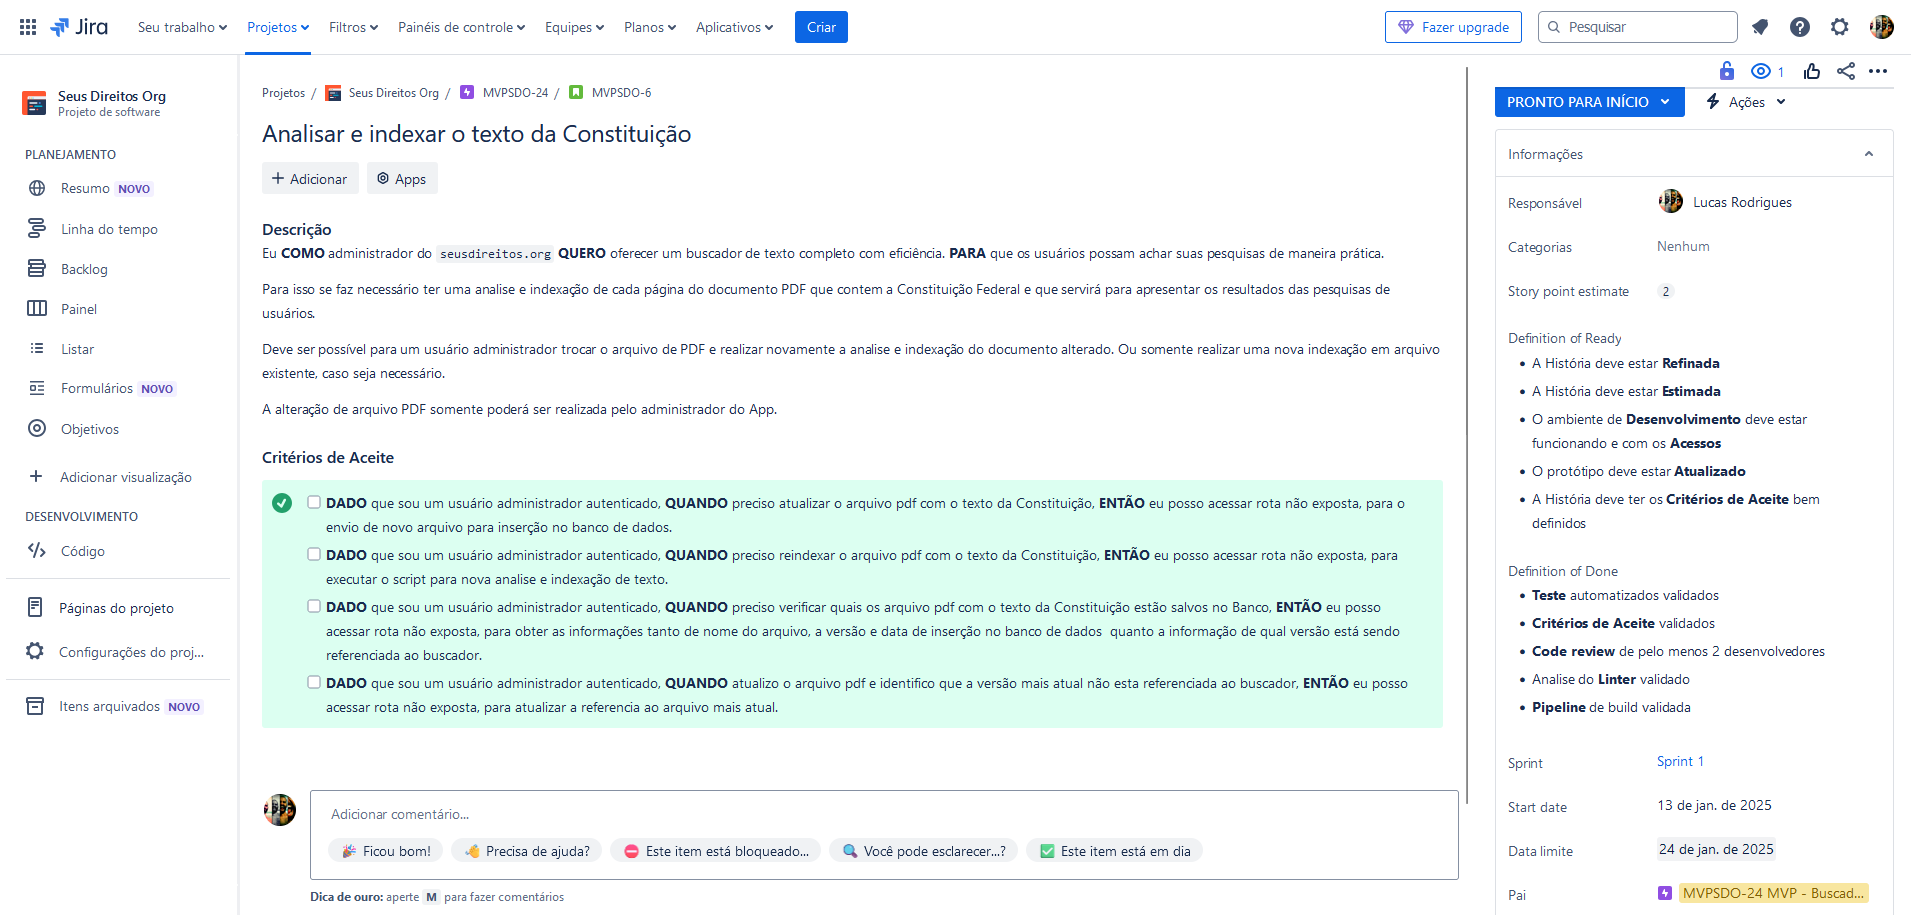 Jira
Seu trabalho
Projetos
Filtros
Painéis de controle
Equipes
Planos
Aplicativos
Criar
Fazer upgrade
Pesquisar
Seus Direitos Org
Projeto de software
PLANEJAMENTO
Resumo NOVO
Linha do tempo
Backlog
Painel
Listar
Formulários NOVO
Objetivos
Adicionar visualização
DESENVOLVIMENTO
Código
Páginas do projeto
Configurações do proj...
Itens arquivados NOVO
Projetos / Seus Direitos Org / MVPSDO-24 / MVPSDO-6
Analisar e indexar o texto da Constituição
Adicionar
Apps
Descrição
Eu COMO administrador do seusdireitos.org QUERO oferecer um buscador de texto completo com eficiência. PARA que os usuários possam achar suas pesquisas de maneira prática.
Para isso se faz necessário ter uma analise e indexação de cada página do documento PDF que contem a Constituição Federal e que servirá para apresentar os resultados das pesquisas de
usuários.
Deve ser possível para um usuário administrador trocar o arquivo de PDF e realizar novamente a analise e indexação do documento alterado. Ou somente realizar uma nova indexação em arquivo
existente, caso seja necessário.
A alteração de arquivo PDF somente poderá ser realizada pelo administrador do App.
Critérios de Aceite
DADO que sou um usuário administrador autenticado, QUANDO preciso atualizar o arquivo pdf com o texto da Constituição, ENTÃO eu posso acessar rota não exposta, para o
envio de novo arquivo para inserção no banco de dados.
DADO que sou um usuário administrador autenticado, QUANDO preciso reindexar o arquivo pdf com o texto da Constituição, ENTÃO eu posso acessar rota não exposta, para
executar o script para nova analise e indexação de texto.
DADO que sou um usuário administrador autenticado, QUANDO preciso verificar quais os arquivo pdf com o texto da Constituição estão salvos no Banco, ENTÃO eu posso
acessar rota não exposta, para obter as informações tanto de nome do arquivo, a versão e data de inserção no banco de dados quanto a informação de qual versão está sendo
referenciada ao buscador.
DADO que sou um usuário administrador autenticado, QUANDO atualizo o arquivo pdf e identifico que a versão mais atual não esta referenciada ao buscador, ENTÃO eu posso
acessar rota não exposta, para atualizar a referencia ao arquivo mais atual.
Adicionar comentário...
Ficou bom!
Precisa de ajuda?
Este item está bloqueado...
Você pode esclarecer...?
Este item está em dia
Dica de ouro: aperte M para fazer comentários
1
PRONTO PARA INÍCIO
Ações
Informações
Responsável
Lucas Rodrigues
Categorias
Nenhum
Story point estimate
2
Definition of Ready
• A História deve estar Refinada
• A História deve estar Estimada
• O ambiente de Desenvolvimento deve estar
funcionando e com os Acessos
• O protótipo deve estar Atualizado
• A História deve ter os Critérios de Aceite bem
definidos
Definition of Done
• Teste automatizados validados
• Critérios de Aceite validados
• Code review de pelo menos 2 desenvolvedores
• Analise do Linter validado
• Pipeline de build validada
Sprint
Sprint 1
Start date
13 de jan. de 2025
Data limite
24 de jan. de 2025
Pai
MVPSDO-24 MVP - Buscad...